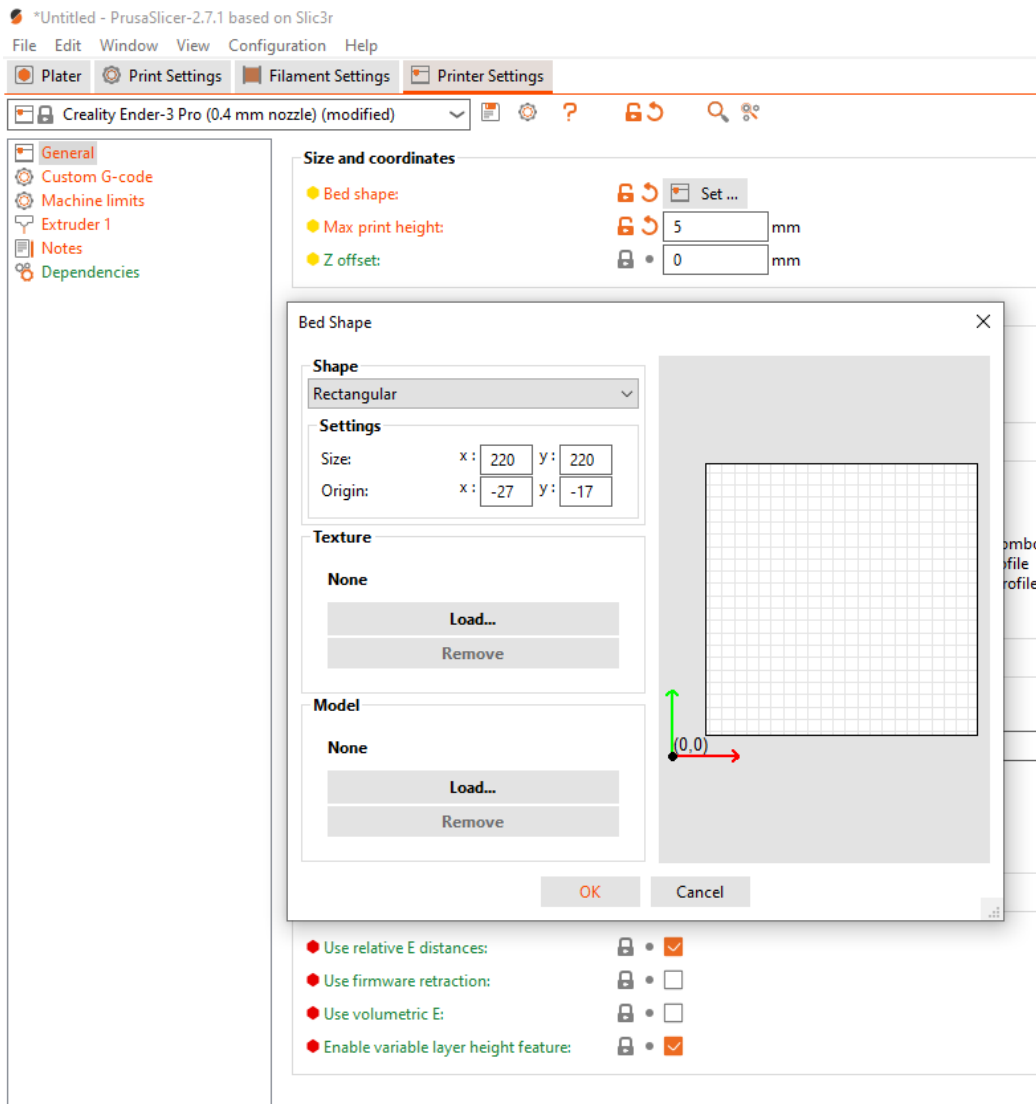 *Untitled - PrusaSlicer-2.7.1 based on Slic3r
File Edit Window View Configuration Help
Plater Print Settings Filament Settings Printer Settings
Creality Ender-3 Pro (0.4 mm nozzle) (modified) ?
General
Custom G-code
Machine limits
Extruder 1
Notes
Dependencies
Size and coordinates
Bed shape: Set ...
Max print height: 5 mm
Z offset: 0 mm
Bed Shape
Shape
Rectangular
Settings
Size: x: 220 y: 220
Origin: x: -27 y: -17
Texture
None
Load...
Remove
Model
None
Load...
Remove
(0,0)
OK Cancel
Use relative E distances:
Use firmware retraction:
Use volumetric E:
Enable variable layer height feature: